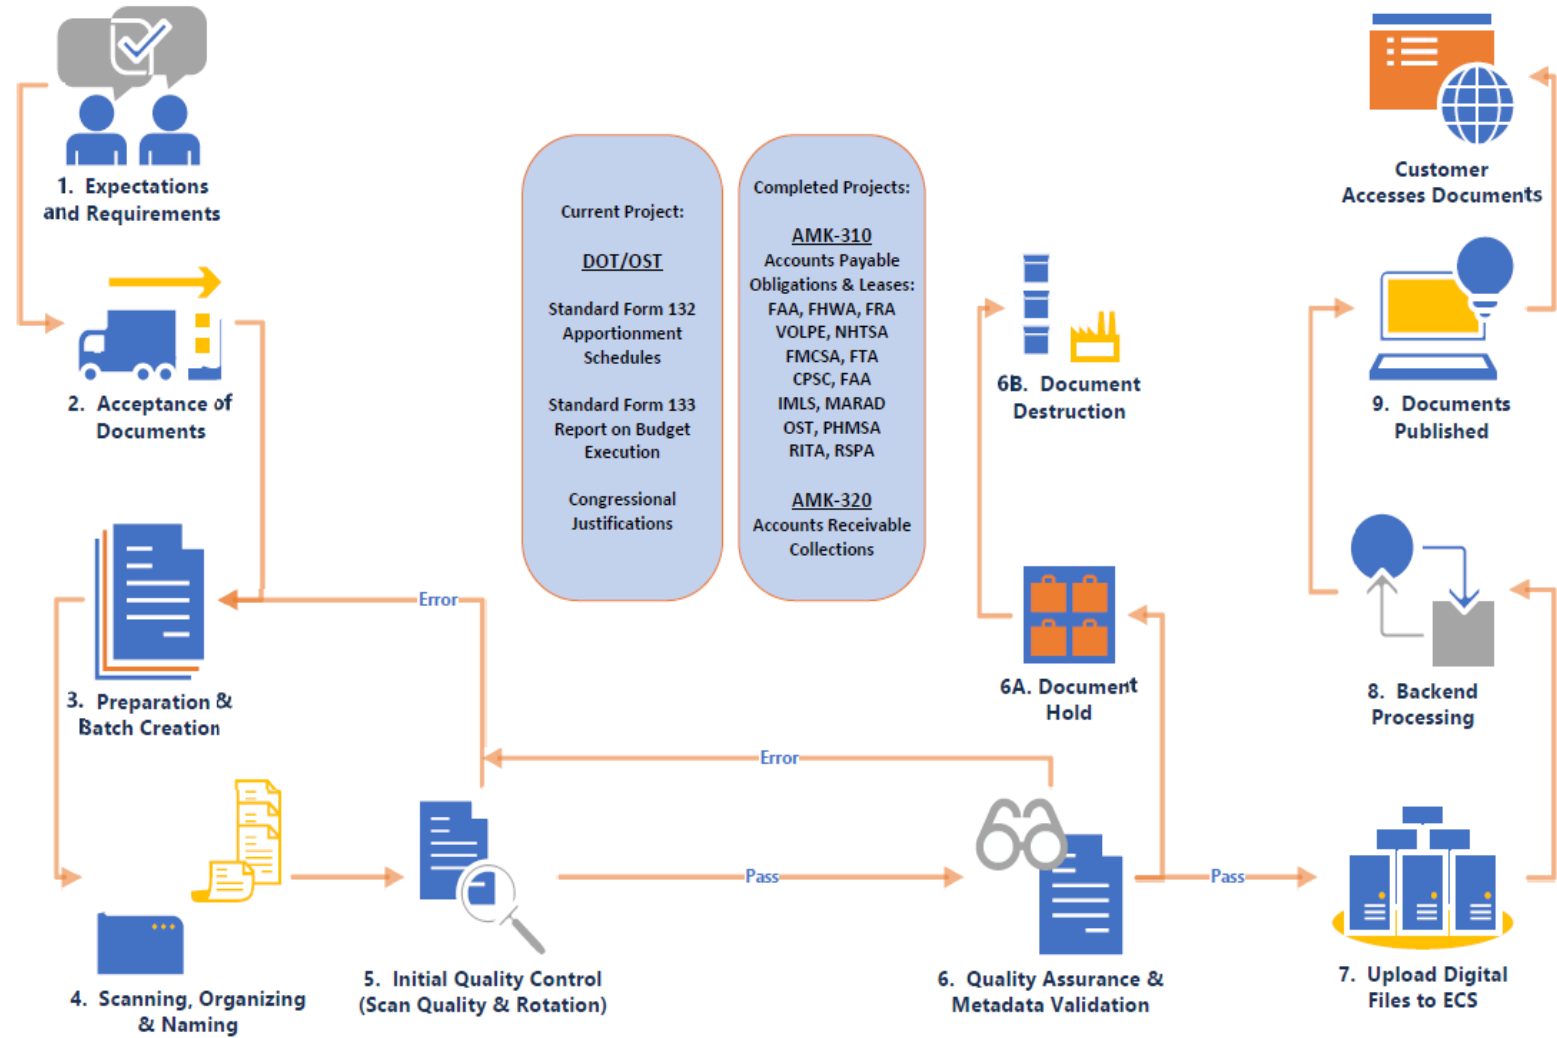 1. Expectations
and Requirements
2. Acceptance of
Documents
3. Preparation &
Batch Creation
4. Scanning, Organizing
& Naming
Error
5. Initial Quality Control
(Scan Quality & Rotation)
Current Project:
DOT/OST
Standard Form 132
Apportionment
Schedules
Standard Form 133
Report on Budget
Execution
Congressional
Justifications
Completed Projects:
AMK-310
Accounts Payable
Obligations & Leases:
FAA, FHWA, FRA
VOLPE, NHTSA
FMCSA, FTA
CPSC, FAA
IMLS, MARAD
OST, PHMSA
RITA, RSPA
AMK-320
Accounts Receivable
Collections
Error
Pass
6. Quality Assurance &
Metadata Validation
6A. Document
Hold
6B. Document
Destruction
Pass
7. Upload Digital
Files to ECS
8. Backend
Processing
9. Documents
Published
Customer
Accesses Documents